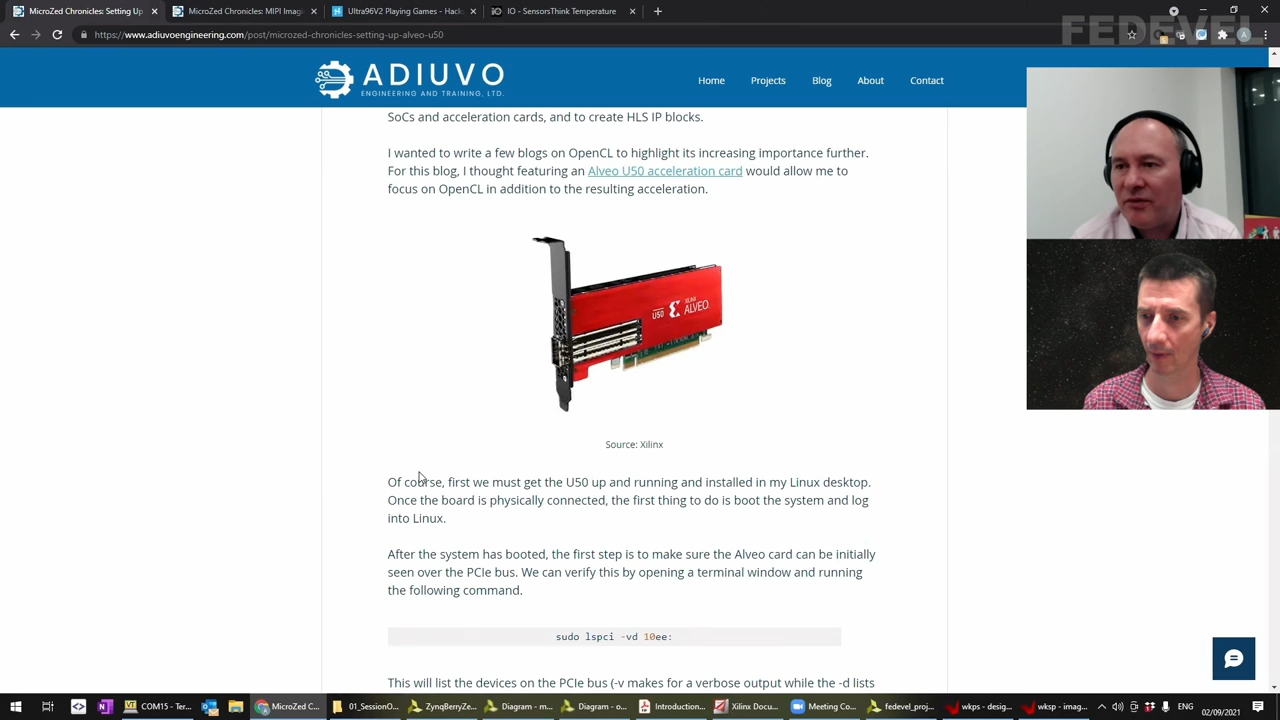 MicroZed Chronicles: Setting Up
MicroZed Chronicles: MIPI Imag
Ultra96V2 Playing Games - Hack
IO - SensorsThink Temperature
FEDEVEL
https://www.adiuvoengineering.com/post/microzed-chronicles-setting-up-alveo-u50
A
ADIUVO
ENGINEERING AND TRAINING, LTD.
Home
Projects
Blog
About
Contact
SoCs and acceleration cards, and to create HLS IP blocks.
I wanted to write a few blogs on OpenCL to highlight its increasing importance further.
For this blog, I thought featuring an Alveo U50 acceleration card would allow me to
focus on OpenCL in addition to the resulting acceleration.
U50
XILINX
ALVEO
Source: Xilinx
Of course, first we must get the U50 up and running and installed in my Linux desktop.
Once the board is physically connected, the first thing to do is boot the system and log
into Linux.
After the system has booted, the first step is to make sure the Alveo card can be initially
seen over the PCIe bus. We can verify this by opening a terminal window and running
the following command.
sudo lspci -vd 10ee:
This will list the devices on the PCIe bus (-v makes for a verbose output while the -d lists
COM15 - Ter...
Setting up...
MicroZed C...
01_SessionO...
ZynqBerryZe...
Diagram - m...
Diagram - o...
Introduction...
Xilinx Docu...
Meeting Co...
fedevel_proj...
wkps - desig...
wksp - imag...
02/09/2021